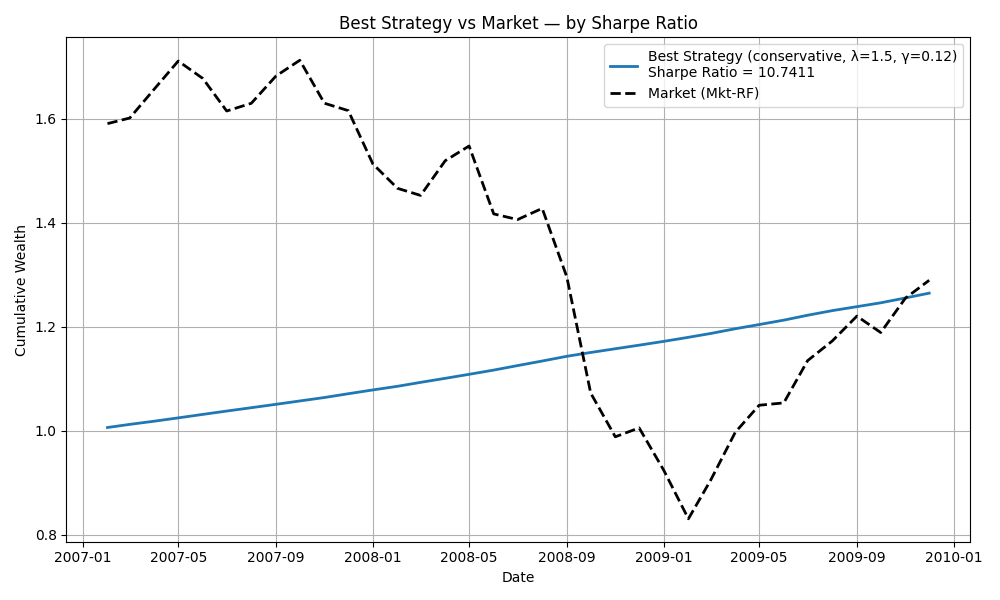 Best Strategy vs Market — by Sharpe Ratio
Best Strategy (conservative, λ=1.5, γ=0.12)
Sharpe Ratio = 10.7411
Market (Mkt-RF)
Cumulative Wealth
1.6
1.4
1.2
1.0
0.8
2007-01 2007-05 2007-09 2008-01 2008-05 2008-09 2009-01 2009-05 2009-09 2010-01
Date